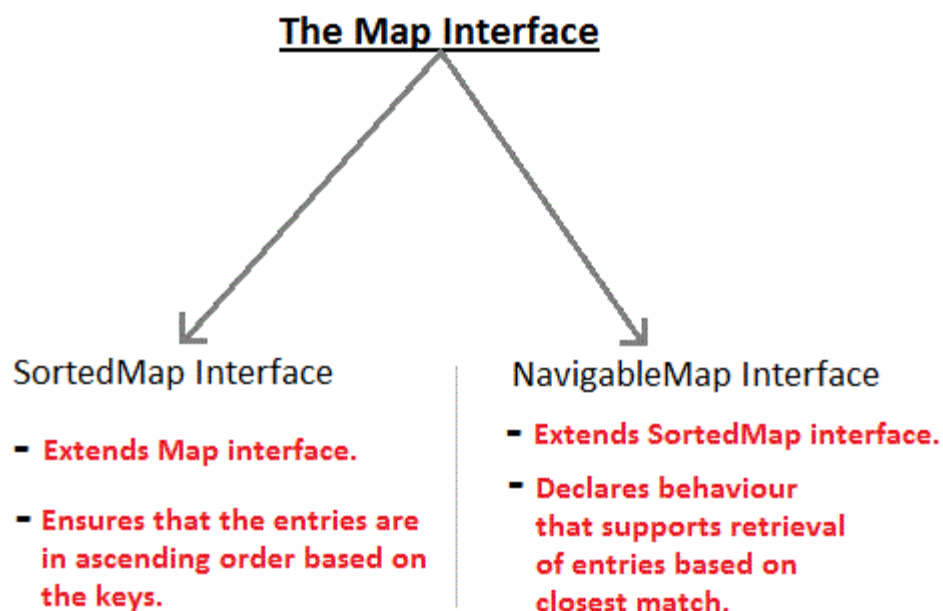 The Map Interface
SortedMap Interface
- Extends Map interface.
- Ensures that the entries are
in ascending order based on
the keys.
NavigableMap Interface
- Extends SortedMap interface.
- Declares behaviour
that supports retrieval
of entries based on
closest match.